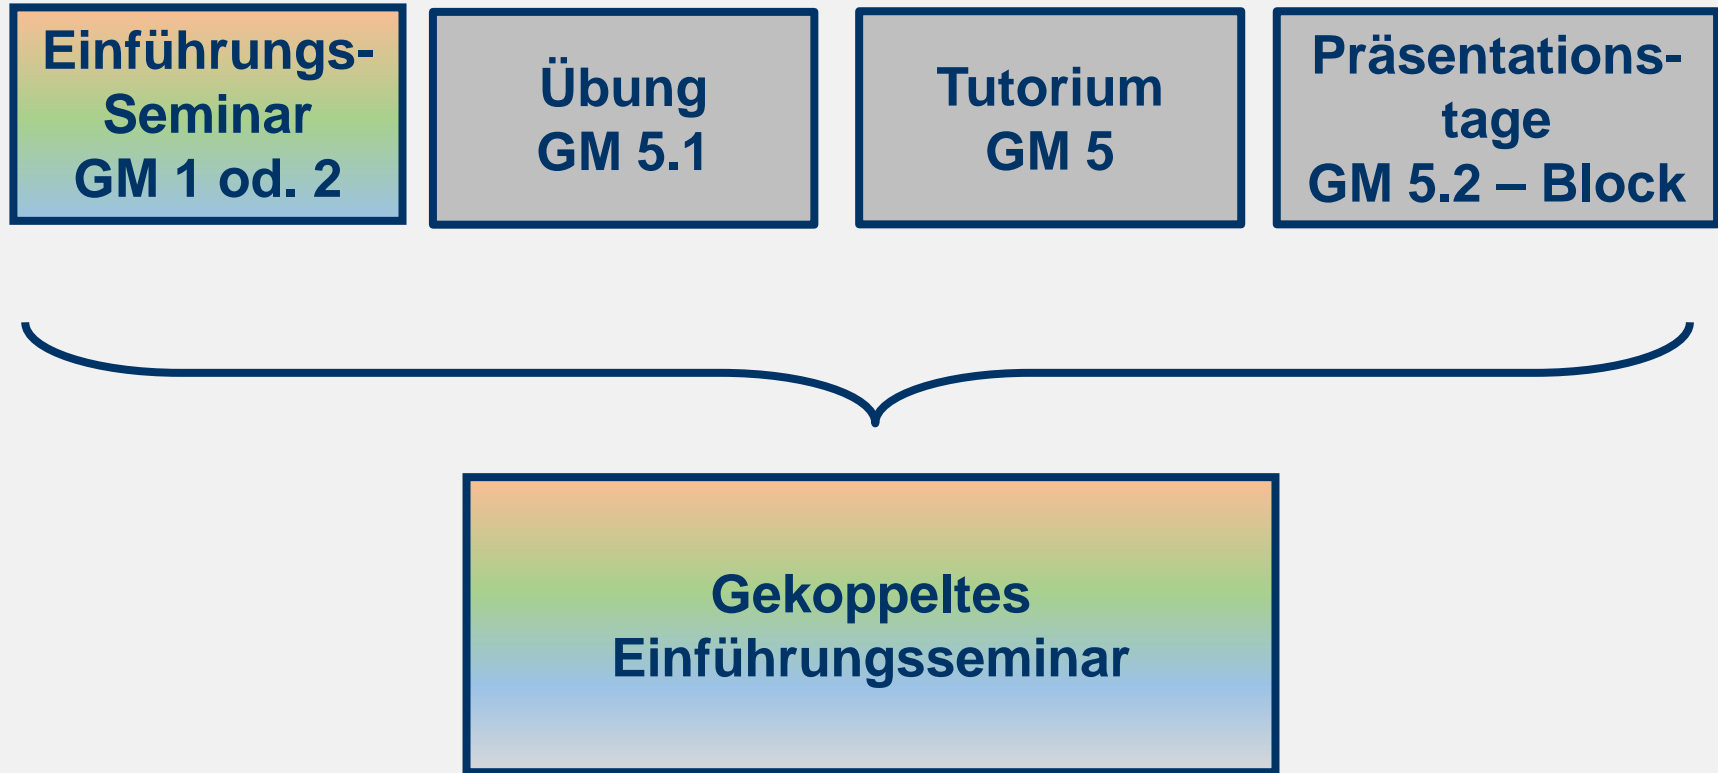 Einführungs-
Seminar
GM 1 od. 2
Übung
GM 5.1
Tutorium
GM 5
Präsentations-
tage
GM 5.2 – Block
Gekoppeltes
Einführungsseminar